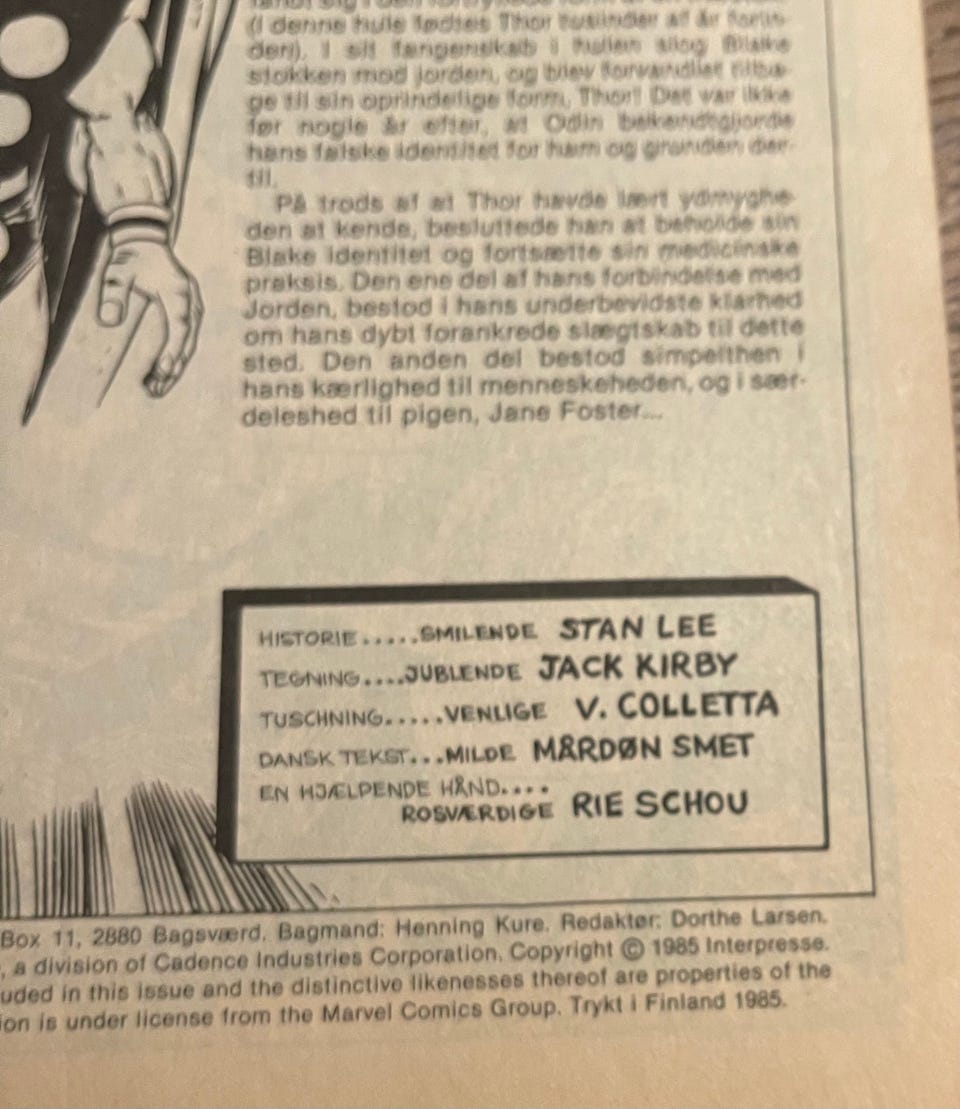 (I denne hule fødtes Thor tusinder af år forin-
den). I sit fangenskab i hulen slog Blake
stokken mod jorden, og blev forvandlet tilba-
ge til sin oprindelige form, Thor! Det var ikke
før nogle år efter, at Odin bekendtgjorde
hans falske identitet for ham og grunden der-
til.
På trods af at Thor havde lært ydmyghe-
den at kende, besluttede han at beholde sin
Blake identitet og fortsætte sin medicinske
praksis. Den ene del af hans forbindelse med
Jorden, bestod i hans underbevidste klarhed
om hans dybt forankrede slægtskab til dette
sted. Den anden del bestod simpelthen i
hans kærlighed til menneskeheden, og i sær-
deleshed til pigen, Jane Foster...
HISTORIE.....SMILENDE STAN LEE
TEGNING....JUBLENDE JACK KIRBY
TUSCHNING.....VENLIGE V. COLLETTA
DANSK TEKST...MILDE MÅRDØN SMET
EN HJÆLPENDE HÅND....
ROSVÆRDIGE RIE SCHOU
Box 11, 2880 Bagsværd. Bagmand: Henning Kure. Redaktør: Dorthe Larsen.
, a division of Cadence Industries Corporation. Copyright © 1985 Interpresse.
uded in this issue and the distinctive likenesses thereof are properties of the
ion is under license from the Marvel Comics Group. Trykt i Finland 1985.